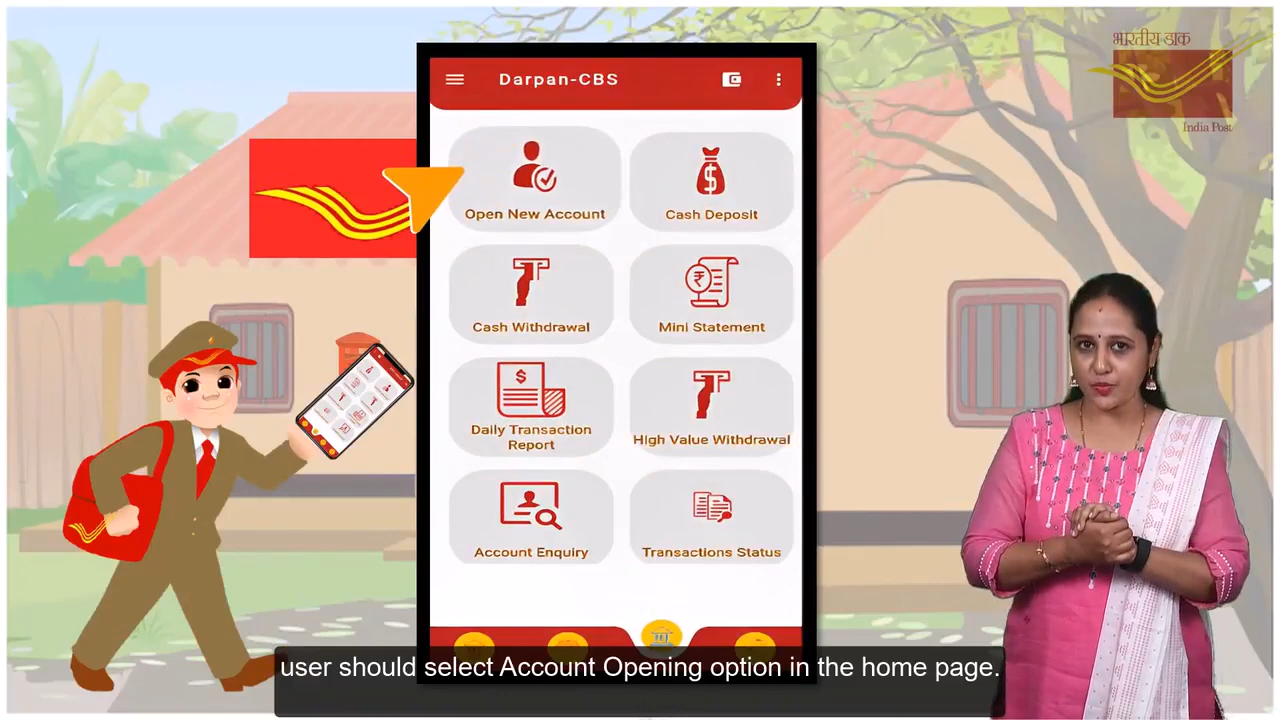 भारतीय डाक
India Post
Darpan-CBS
Open New Account
Cash Deposit
Cash Withdrawal
Mini Statement
Daily Transaction
Report
High Value Withdrawal
Account Enquiry
Transactions Status
user should select Account Opening option in the home page.